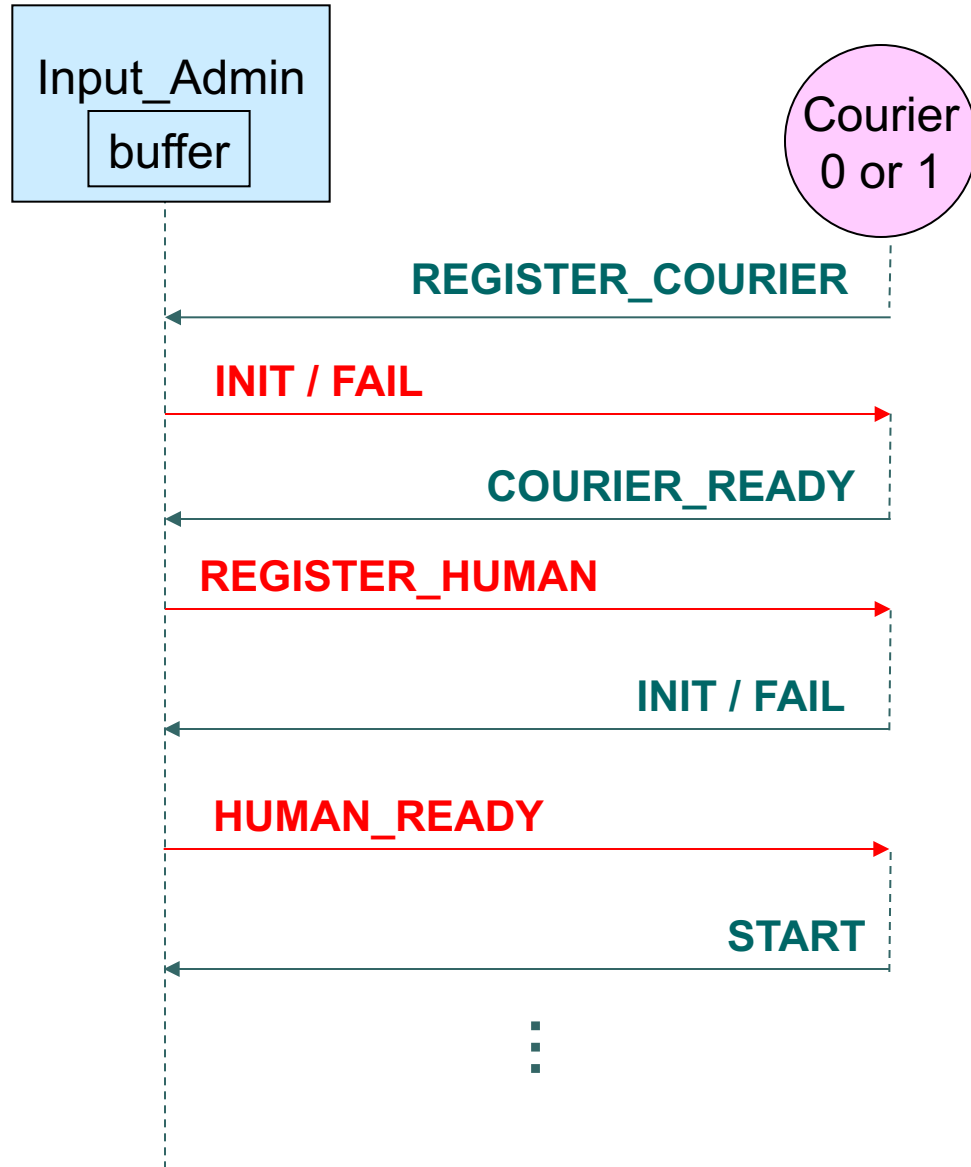 Input_Admin
buffer
Courier
0 or 1
REGISTER_COURIER
INIT / FAIL
COURIER_READY
REGISTER_HUMAN
INIT / FAIL
HUMAN_READY
START